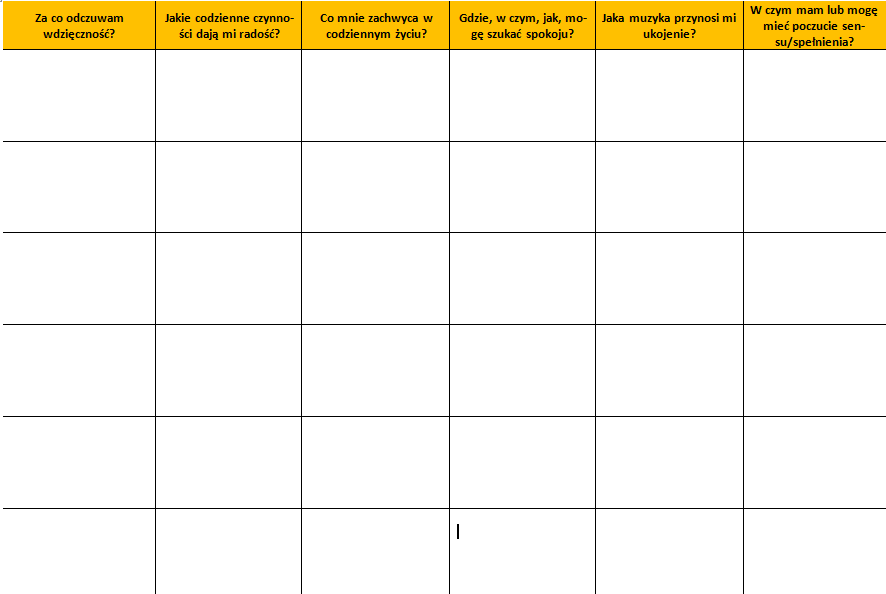 Za co odczuwam
wdzięczność?
Jakie codzienne czynno-
ści dają mi radość?
Co mnie zachwyca w
codziennym życiu?
Gdzie, w czym, jak, mo-
gę szukać spokoju?
Jaka muzyka przynosi mi
ukojenie?
W czym mam lub mogę
mieć poczucie sen-
su/spełnienia?